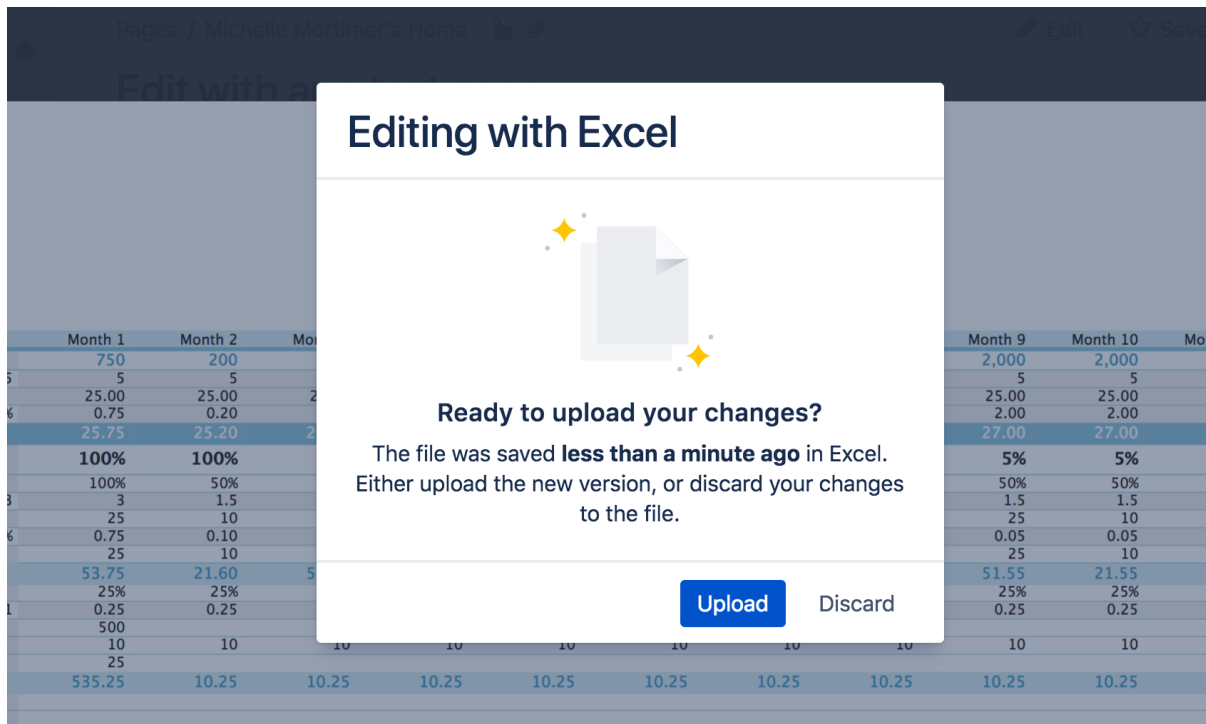 Pages / Michelle Mortimer's Home Edit Save
Edit with
Editing with Excel
Ready to upload your changes?
The file was saved less than a minute ago in Excel.
Either upload the new version, or discard your changes
to the file.
Upload Discard
Month 1 Month 2 Month 9 Month 10
750 200 2,000 2,000
5 5 5 5
25.00 25.00 25.00 25.00
0.75 0.20 2.00 2.00
25.75 25.20 27.00 27.00
100% 100% 5% 5%
100% 50% 50% 50%
3 1.5 1.5 1.5
25 10 25 10
0.75 0.10 0.05 0.05
25 10 25 10
53.75 21.60 51.55 21.55
25% 25% 25% 25%
0.25 0.25 0.25 0.25
500
10 10 10 10 10 10 10 10 10 10
25
535.25 10.25 10.25 10.25 10.25 10.25 10.25 10.25 10.25 10.25